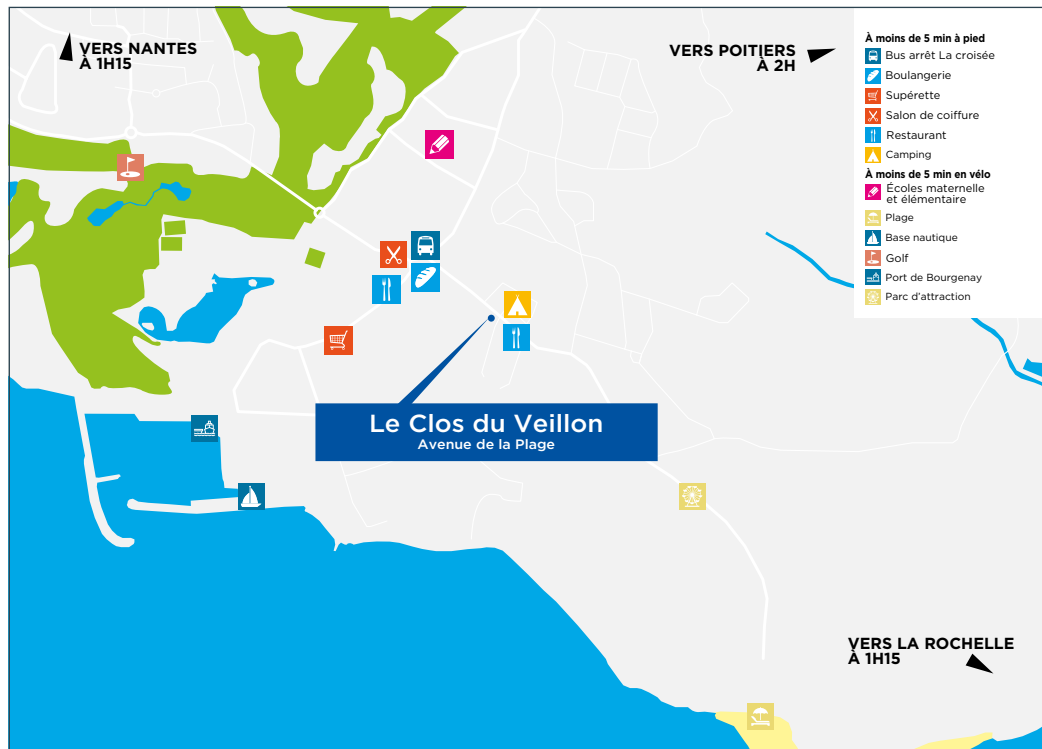 VERS NANTES
À 1H15
VERS POITIERS
À 2H
À moins de 5 min à pied
Bus arrêt La croisée
Boulangerie
Supérette
Salon de coiffure
Restaurant
Camping
À moins de 5 min en vélo
Écoles maternelle
et élémentaire
Plage
Base nautique
Golf
Port de Bourgenay
Parc d'attraction
Le Clos du Veillon
Avenue de la Plage
VERS LA ROCHELLE
À 1H15